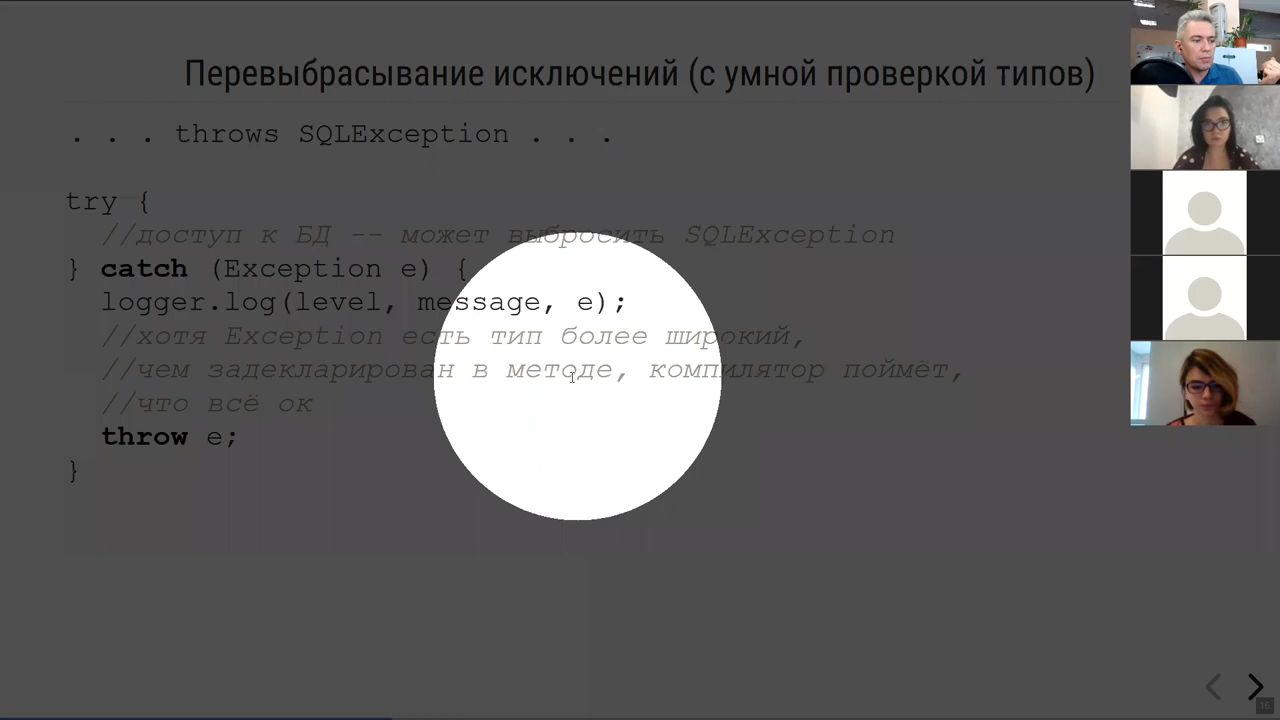 Перевыбрасывание исключений (с умной проверкой типов)
. . . throws SQLException . . .
try {
//доступ к БД -- может выбросить SQLException
} catch (Exception e) {
logger.log(level, message, e);
//хотя Exception есть тип более широкий,
//чем задекларирован в методе, компилятор поймёт,
//что всё ок
throw e;
}
16